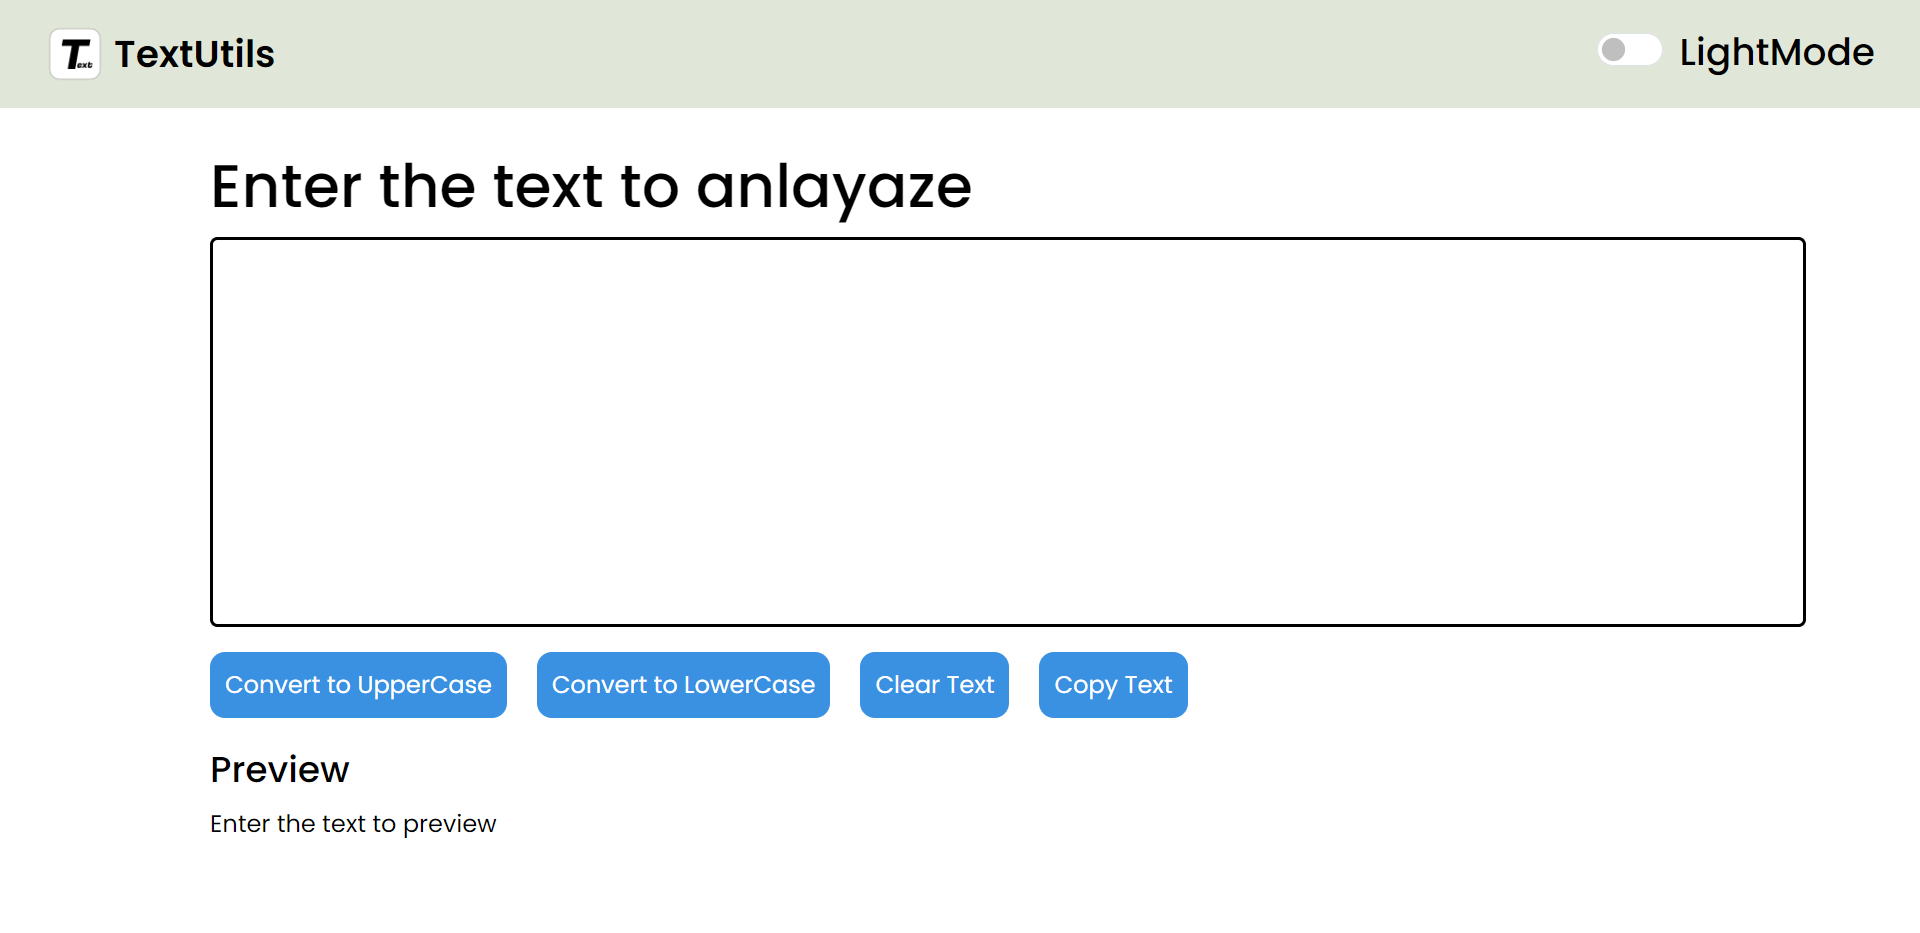 Text TextUtils
LightMode
Enter the text to anlayaze
Convert to UpperCase
Convert to LowerCase
Clear Text
Copy Text
Preview
Enter the text to preview